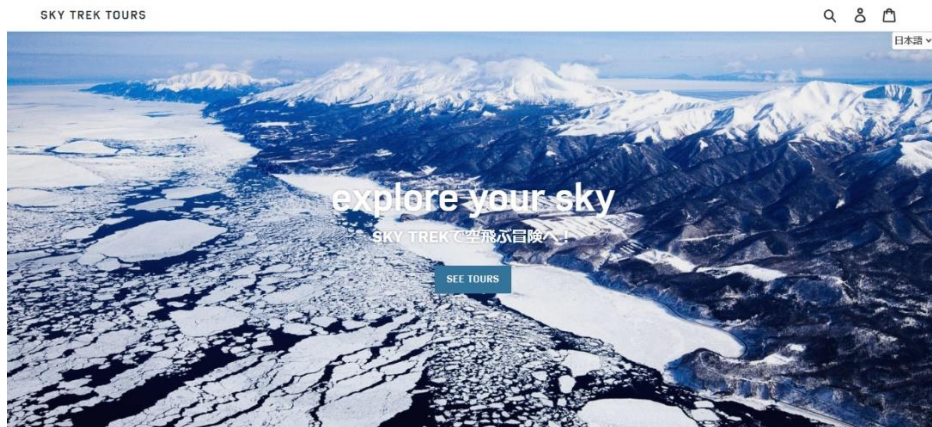 SKY TREK TOURS
日本語
explore your sky
SKY TREKで空飛ぶ冒険へ！
SEE TOURS